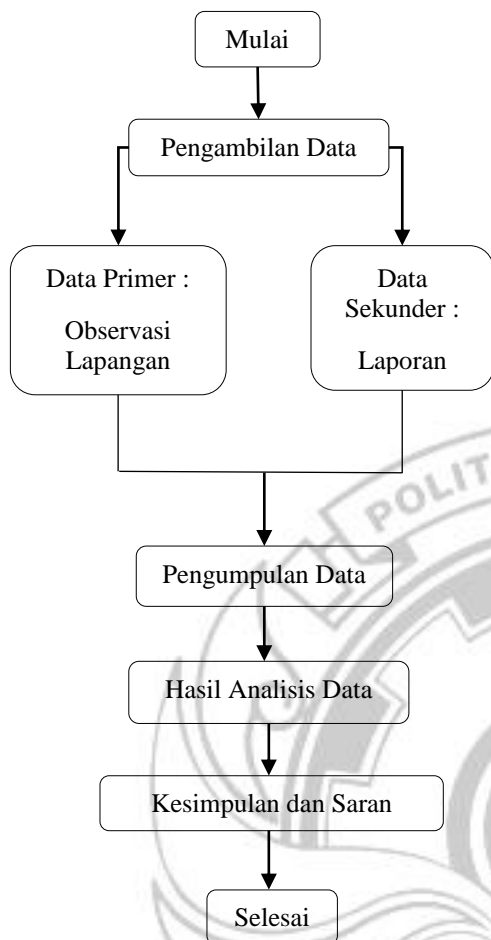 Mulai
Pengambilan Data
Data Primer :
Observasi
Lapangan
Data
Sekunder :
Laporan
POLIT
Pengumpulan Data
Hasil Analisis Data
Kesimpulan dan Saran
Selesai